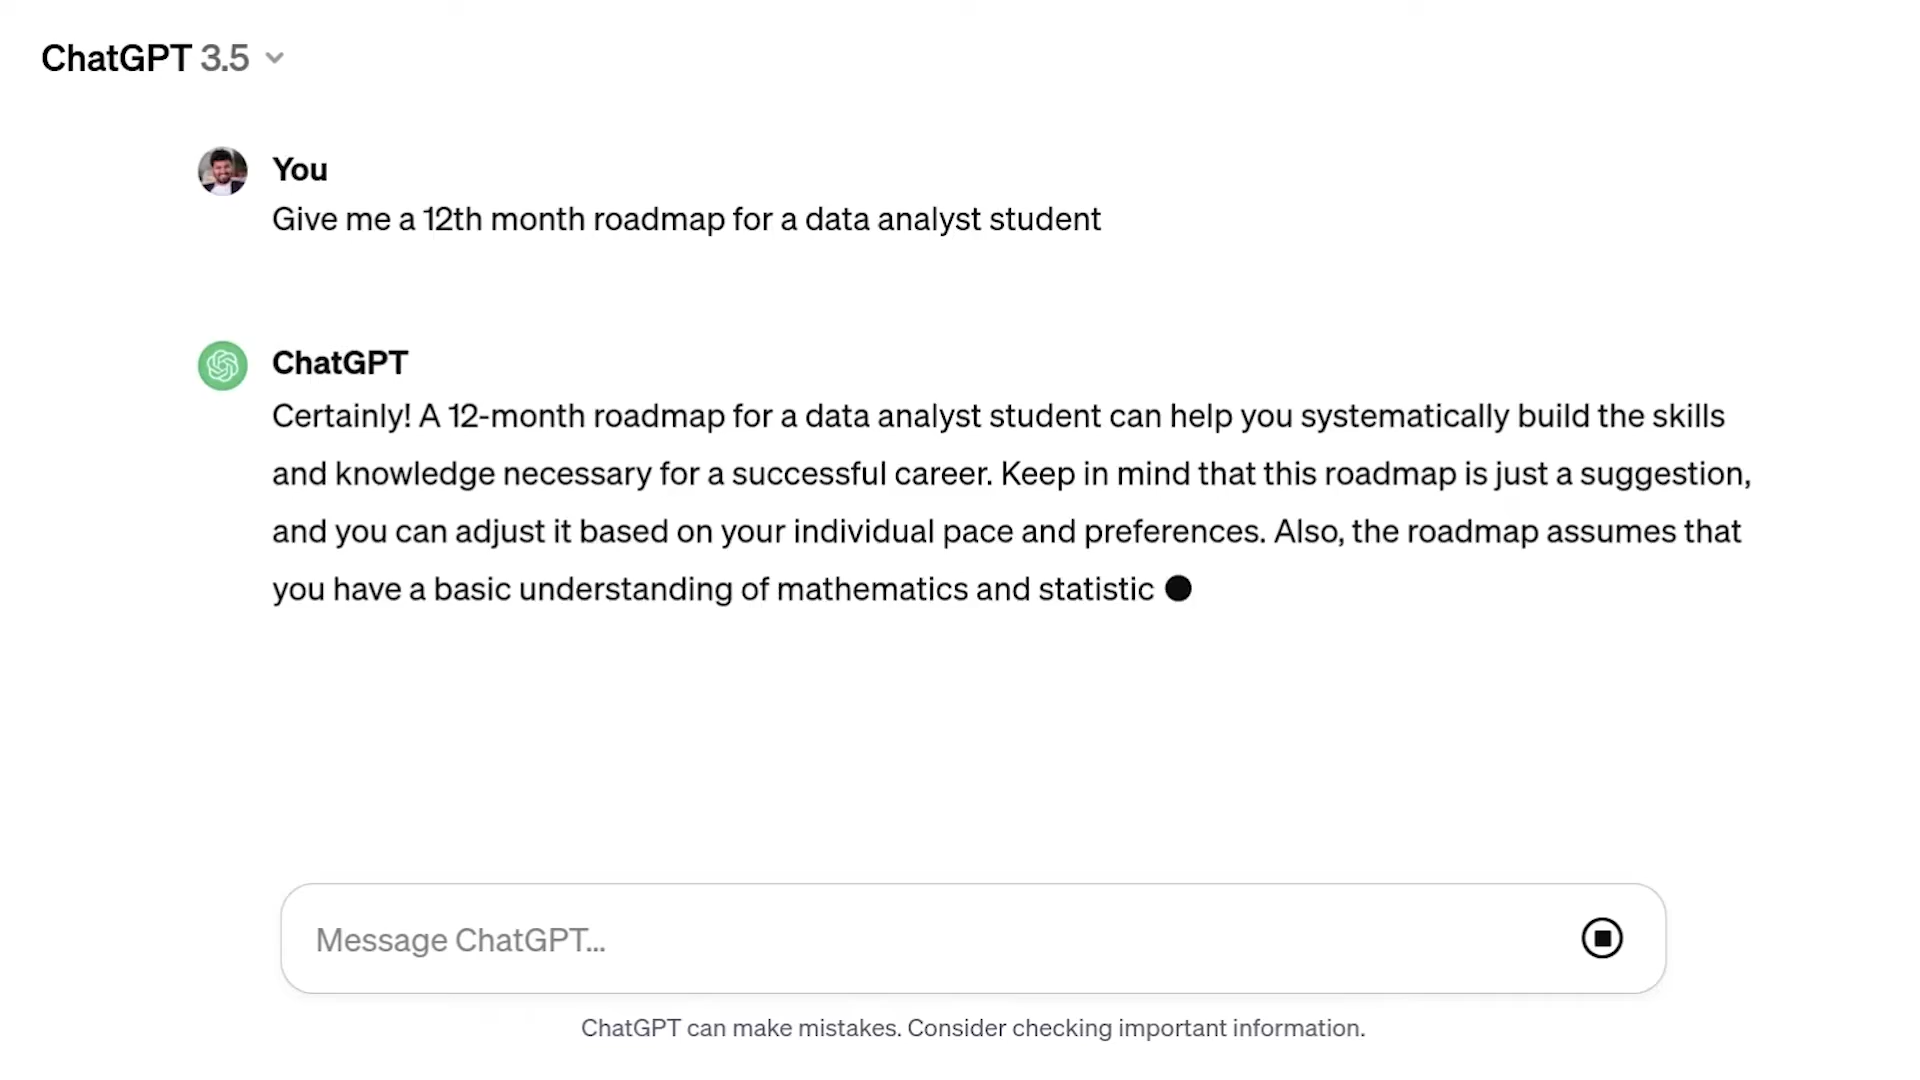 ChatGPT 3.5
You
Give me a 12th month roadmap for a data analyst student
ChatGPT
Certainly! A 12-month roadmap for a data analyst student can help you systematically build the skills
and knowledge necessary for a successful career. Keep in mind that this roadmap is just a suggestion,
and you can adjust it based on your individual pace and preferences. Also, the roadmap assumes that
you have a basic understanding of mathematics and statistic
Message ChatGPT...
ChatGPT can make mistakes. Consider checking important information.